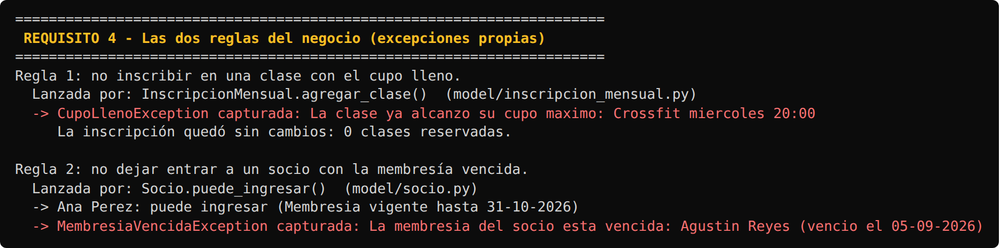 ======================================================================
 REQUISITO 4 - Las dos reglas del negocio (excepciones propias)
======================================================================
Regla 1: no inscribir en una clase con el cupo lleno.
  Lanzada por: InscripcionMensual.agregar_clase()  (model/inscripcion_mensual.py)
  -> CupoLlenoException capturada: La clase ya alcanzo su cupo maximo: Crossfit miercoles 20:00
     La inscripción quedó sin cambios: 0 clases reservadas.

Regla 2: no dejar entrar a un socio con la membresía vencida.
  Lanzada por: Socio.puede_ingresar()  (model/socio.py)
  -> Ana Perez: puede ingresar (Membresia vigente hasta 31-10-2026)
  -> MembresiaVencidaException capturada: La membresia del socio esta vencida: Agustin Reyes (vencio el 05-09-2026)